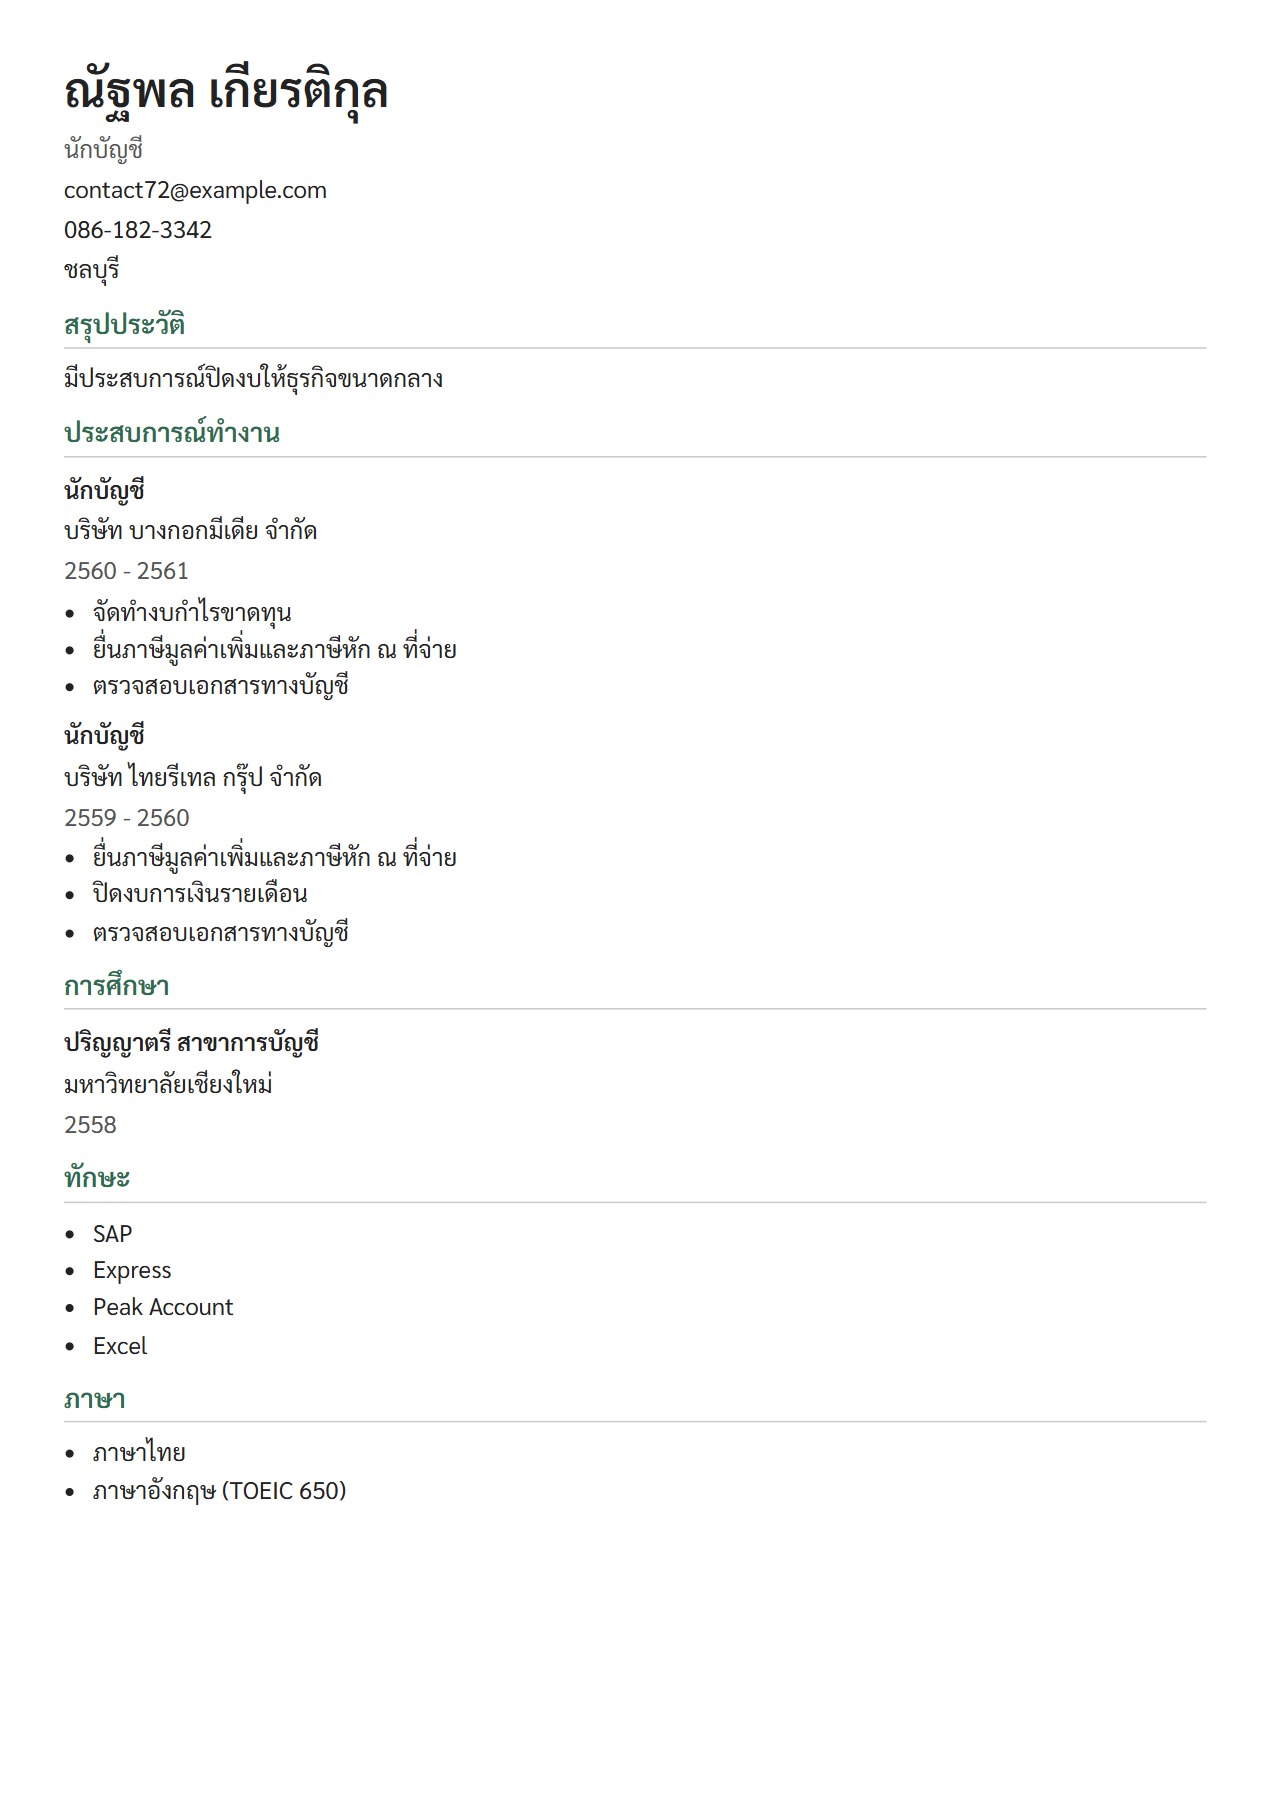 ณัฐพล เกียรติกุล
นักบัญชี
contact72@example.com
086-182-3342
ชลบุรี
สรุปประวัติ
มีประสบการณ์ปิดงบให้ธุรกิจขนาดกลาง
ประสบการณ์ทำงาน
นักบัญชี
บริษัท บางกอกมีเดีย จำกัด
2560 - 2561
• จัดทำงบกำไรขาดทุน
• ยื่นภาษีมูลค่าเพิ่มและภาษีหัก ณ ที่จ่าย
• ตรวจสอบเอกสารทางบัญชี
นักบัญชี
บริษัท ไทยรีเทล กรุ๊ป จำกัด
2559 - 2560
• ยื่นภาษีมูลค่าเพิ่มและภาษีหัก ณ ที่จ่าย
• ปิดงบการเงินรายเดือน
• ตรวจสอบเอกสารทางบัญชี
การศึกษา
ปริญญาตรี สาขาการบัญชี
มหาวิทยาลัยเชียงใหม่
2558
ทักษะ
• SAP
• Express
• Peak Account
• Excel
ภาษา
• ภาษาไทย
• ภาษาอังกฤษ (TOEIC 650)